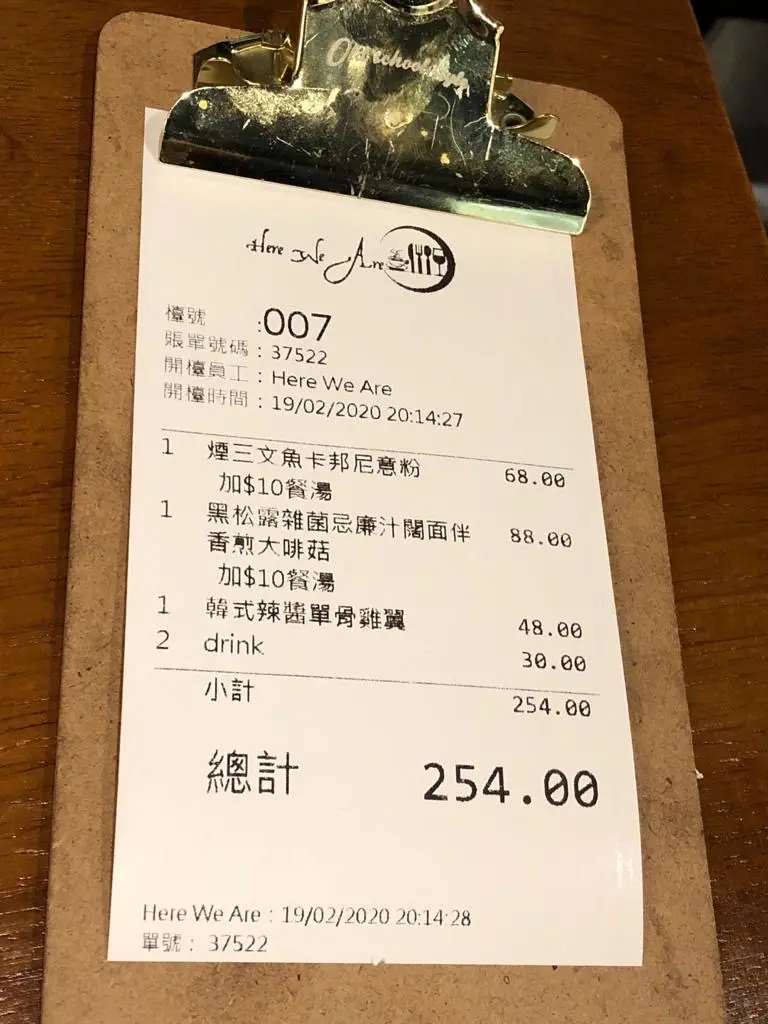 Here We Are
檯號 :007
賬單號碼 : 37522
開檯員工 : Here We Are
開檯時間 : 19/02/2020 20:14:27
1 煙三文魚卡邦尼意粉 68.00
加$10餐湯
1 黑松露雜菌忌廉汁闊面伴 88.00
香煎大啡菇
加$10餐湯
1 韓式辣醬單骨雞翼 48.00
2 drink 30.00
小計 254.00
總計 254.00
Here We Are : 19/02/2020 20:14:28
單號 : 37522